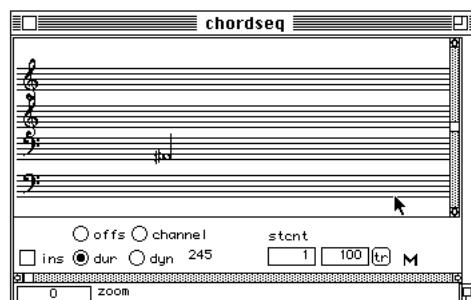 chordseq
offs channel
ins dur dyn 245
stcnt
1 100 tr M
0 zoom